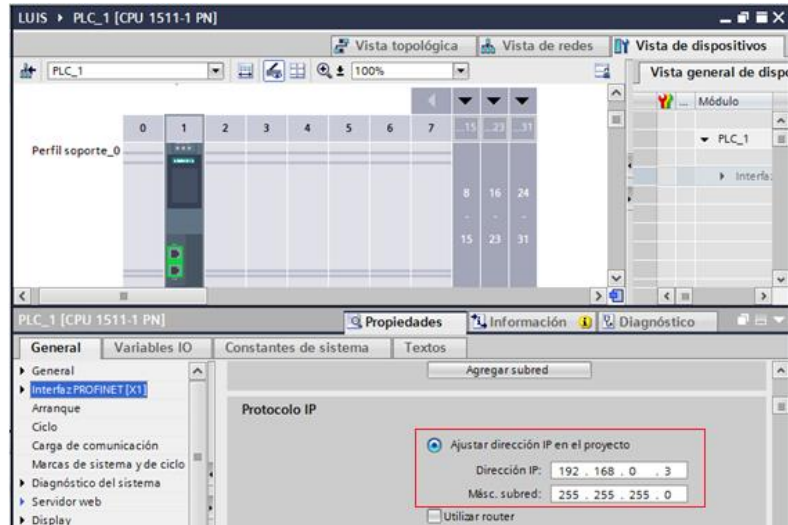 LUIS ▸ PLC_1 [CPU 1511-1 PN]
Vista topológica Vista de redes Vista de dispositivos
PLC_1 100% Vista general de dispo
... Módulo
0 1 2 3 4 5 6 7 ...15 ...23 ...31
PLC_1
Perfil soporte_0
Interfa:
8 16 24
- - -
15 23 31
PLC_1 [CPU 1511-1 PN] Propiedades Información Diagnóstico
General Variables IO Constantes de sistema Textos
General
Interfaz PROFINET [X1]
Arranque
Ciclo
Carga de comunicación
Marcas de sistema y de ciclo
Diagnóstico del sistema
Servidor web
Display
Agregar subred
Protocolo IP
Ajustar dirección IP en el proyecto
Dirección IP: 192 . 168 . 0 . 3
Másc. subred: 255 . 255 . 255 . 0
Utilizar router